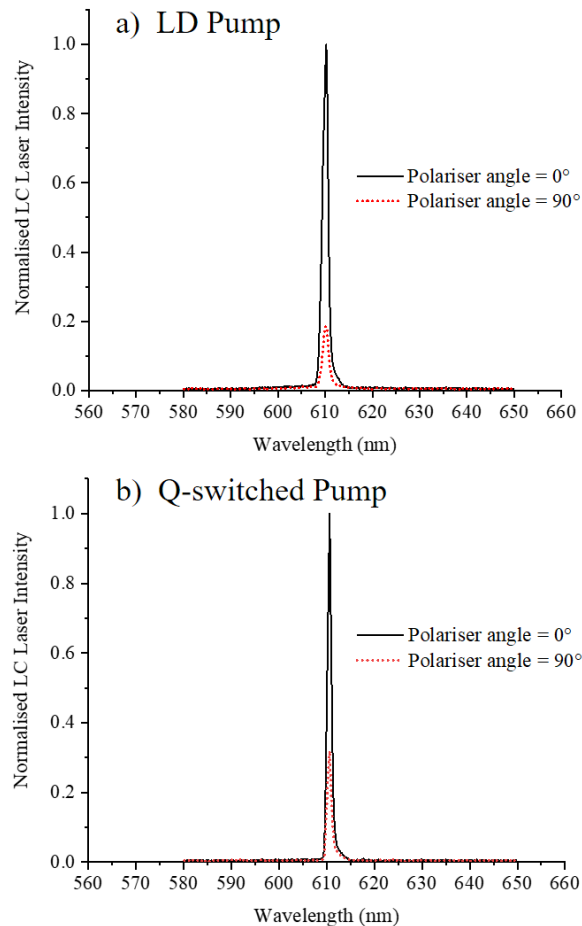 a) LD Pump
Normalised LC Laser Intensity
1.0
0.8
0.6
0.4
0.2
0.0
Polariser angle = 0°
Polariser angle = 90°
560 570 580 590 600 610 620 630 640 650 660
Wavelength (nm)
b) Q-switched Pump
Normalised LC Laser Intensity
1.0
0.8
0.6
0.4
0.2
0.0
Polariser angle = 0°
Polariser angle = 90°
560 570 580 590 600 610 620 630 640 650 660
Wavelength (nm)